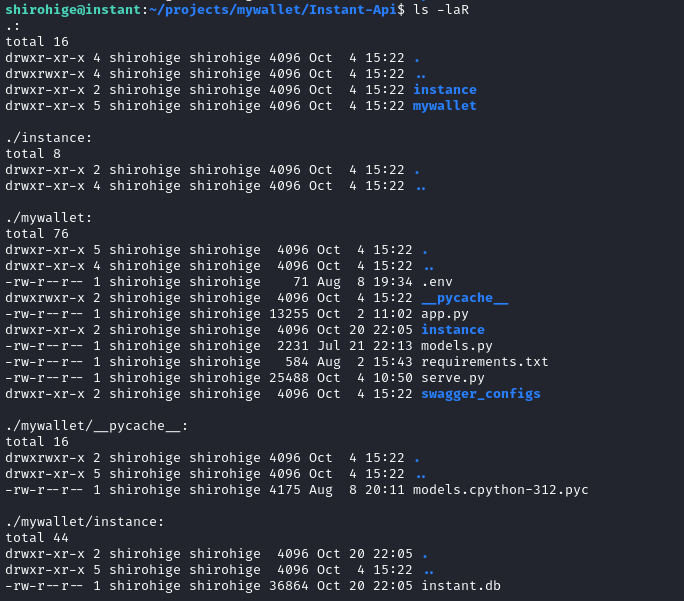 shirohige@instant:~/projects/mywallet/Instant-Api$ ls -laR
.:
total 16
drwxr-xr-x 4 shirohige shirohige 4096 Oct  4 15:22 .
drwxrwxr-x 4 shirohige shirohige 4096 Oct  4 15:22 ..
drwxr-xr-x 2 shirohige shirohige 4096 Oct  4 15:22 instance
drwxr-xr-x 5 shirohige shirohige 4096 Oct  4 15:22 mywallet

./instance:
total 8
drwxr-xr-x 2 shirohige shirohige 4096 Oct  4 15:22 .
drwxr-xr-x 4 shirohige shirohige 4096 Oct  4 15:22 ..

./mywallet:
total 76
drwxr-xr-x 5 shirohige shirohige  4096 Oct  4 15:22 .
drwxr-xr-x 4 shirohige shirohige  4096 Oct  4 15:22 ..
-rw-r--r-- 1 shirohige shirohige    71 Aug  8 19:34 .env
drwxrwxr-x 2 shirohige shirohige  4096 Oct  4 15:22 __pycache__
-rw-r--r-- 1 shirohige shirohige 13255 Oct  2 11:02 app.py
drwxr-xr-x 2 shirohige shirohige  4096 Oct 20 22:05 instance
-rw-r--r-- 1 shirohige shirohige  2231 Jul 21 22:13 models.py
-rw-r--r-- 1 shirohige shirohige   584 Aug  2 15:43 requirements.txt
-rw-r--r-- 1 shirohige shirohige 25488 Oct  4 10:50 serve.py
drwxr-xr-x 2 shirohige shirohige  4096 Oct  4 15:22 swagger_configs

./mywallet/__pycache__:
total 16
drwxrwxr-x 2 shirohige shirohige 4096 Oct  4 15:22 .
drwxr-xr-x 5 shirohige shirohige 4096 Oct  4 15:22 ..
-rw-r--r-- 1 shirohige shirohige 4175 Aug  8 20:11 models.cpython-312.pyc

./mywallet/instance:
total 44
drwxr-xr-x 2 shirohige shirohige  4096 Oct 20 22:05 .
drwxr-xr-x 5 shirohige shirohige  4096 Oct  4 15:22 ..
-rw-r--r-- 1 shirohige shirohige 36864 Oct 20 22:05 instant.db